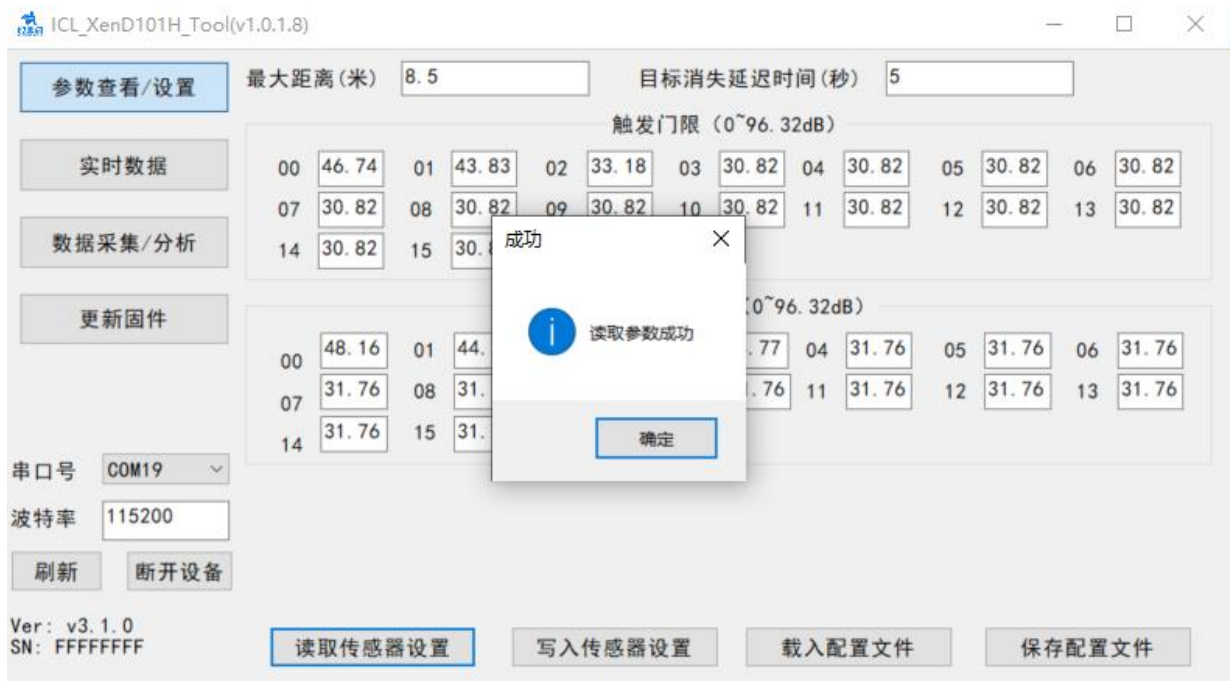 ICL_XenD101H_Tool(v1.0.1.8)
参数查看/设置 最大距离(米) 8.5 目标消失延迟时间(秒) 5
触发门限 (0~96.32dB)
实时数据
00 46.74 01 43.83 02 33.18 03 30.82 04 30.82 05 30.82 06 30.82
07 30.82 08 30.82 09 30.82 10 30.82 11 30.82 12 30.82 13 30.82
数据采集/分析
14 30.82 15 30.
成功
更新固件
(0~96.32dB)
读取参数成功
00 48.16 01 44. .77 04 31.76 05 31.76 06 31.76
07 31.76 08 31. .76 11 31.76 12 31.76 13 31.76
14 31.76 15 31.
确定
串口号 COM19
波特率 115200
刷新 断开设备
Ver: v3.1.0
SN: FFFFFFFF
读取传感器设置 写入传感器设置 载入配置文件 保存配置文件